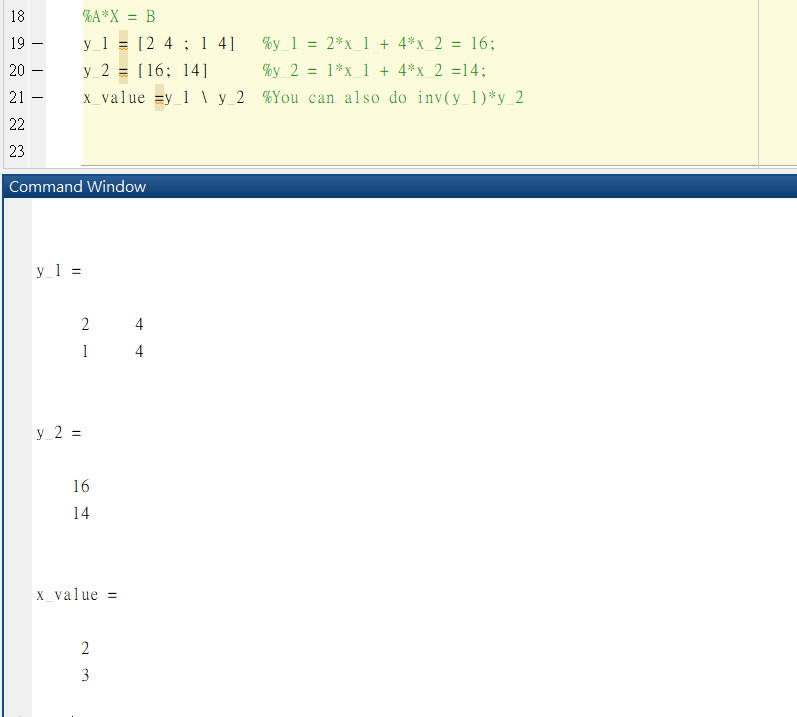 18 %A*X = B
19 – y_1 = [2 4 ; 1 4] %y_1 = 2*x_1 + 4*x_2 = 16;
20 – y_2 = [16; 14] %y_2 = 1*x_1 + 4*x_2 =14;
21 – x_value =y_1 \ y_2 %You can also do inv(y_1)*y_2
22
23
Command Window
y_1 =
2 4
1 4
y_2 =
16
14
x_value =
2
3